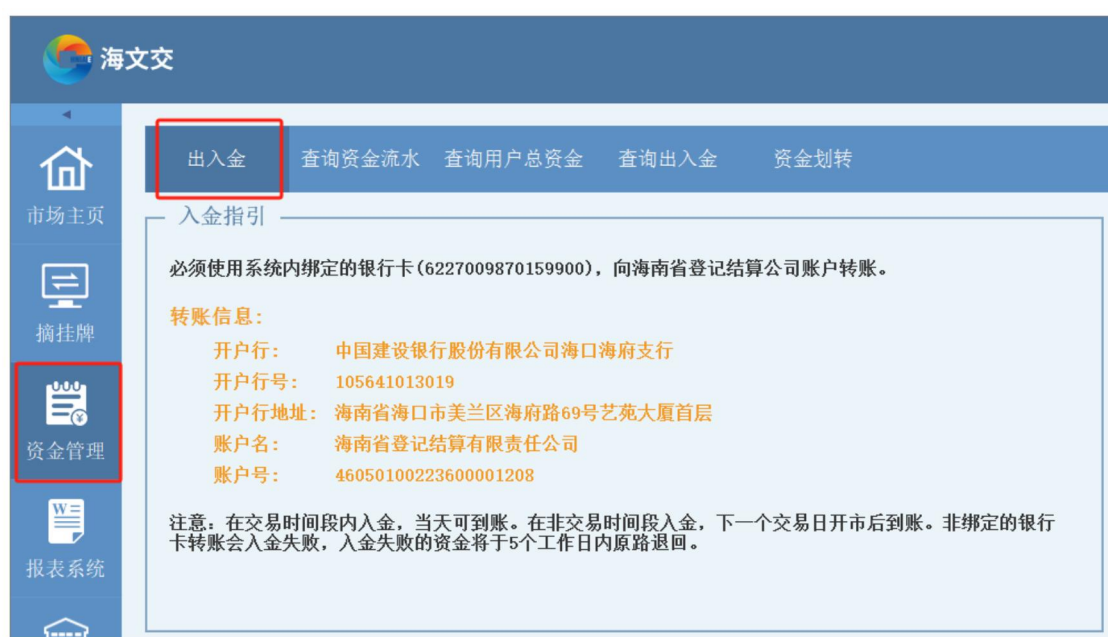 海文交
出入金 查询资金流水 查询用户总资金 查询出入金 资金划转
市场主页
摘挂牌
资金管理
报表系统
入金指引
必须使用系统内绑定的银行卡(6227009870159900)，向海南省登记结算公司账户转账。
转账信息：
开户行： 中国建设银行股份有限公司海口海府支行
开户行号： 105641013019
开户行地址： 海南省海口市美兰区海府路69号艺苑大厦首层
账户名： 海南省登记结算有限责任公司
账户号： 46050100223600001208
注意：在交易时间段内入金，当天可到账。在非交易时间段入金，下一个交易日开市后到账。非绑定的银行
卡转账会入金失败，入金失败的资金将于5个工作日内原路退回。